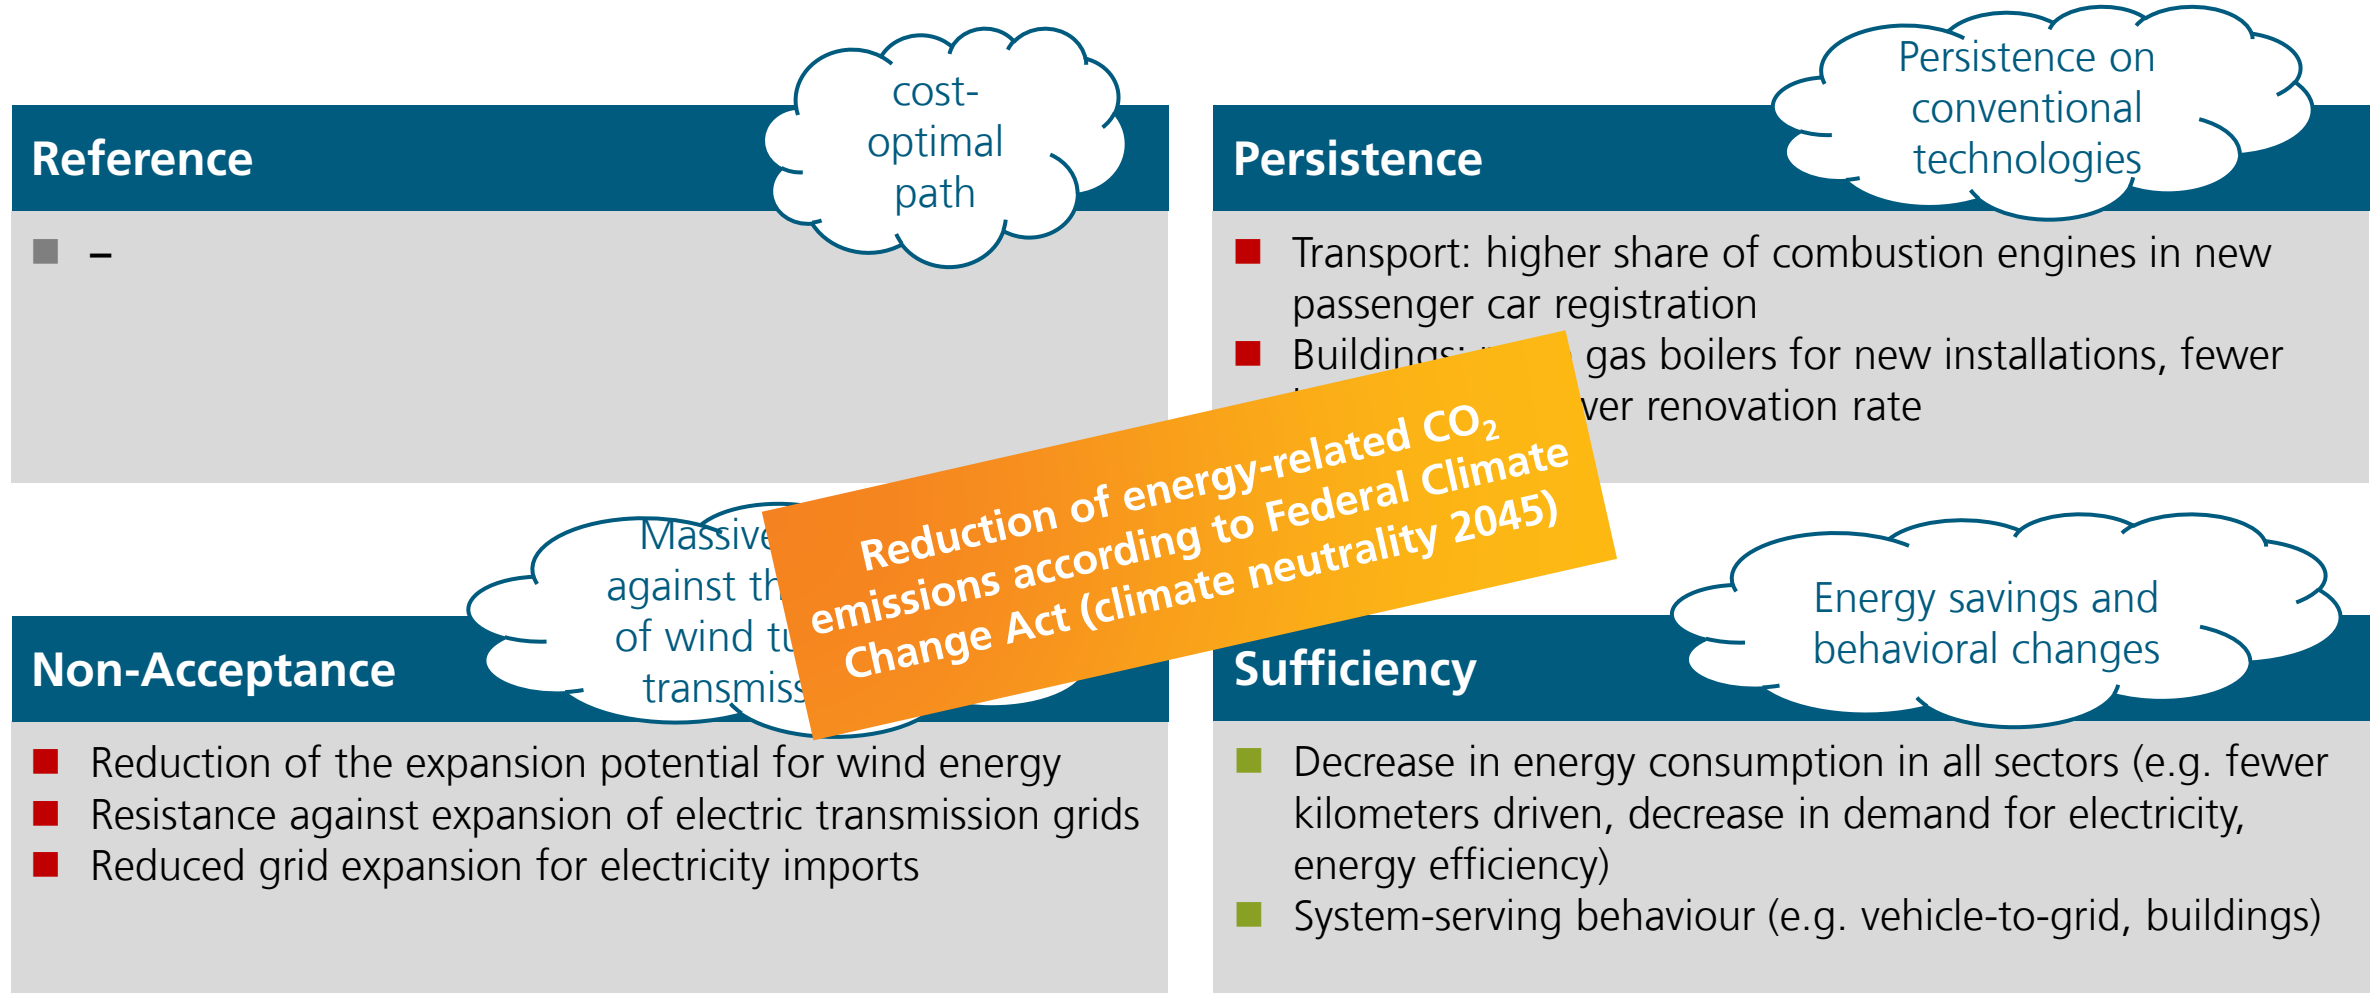 cost-
optimal
path
Reference
–
Persistence on
conventional
technologies
Persistence
Transport: higher share of combustion engines in new
passenger car registration
Buildings: gas boilers for new installations, fewer
renovation rate
Reduction of energy-related CO₂
emissions according to Federal Climate
Change Act (climate neutrality 2045)
Massive
against
of wind
Non-Acceptance
Reduction of the expansion potential for wind energy
Resistance against expansion of electric transmission grids
Reduced grid expansion for electricity imports
Energy savings and
behavioral changes
Sufficiency
Decrease in energy consumption in all sectors (e.g. fewer
kilometers driven, decrease in demand for electricity,
energy efficiency)
System-serving behaviour (e.g. vehicle-to-grid, buildings)